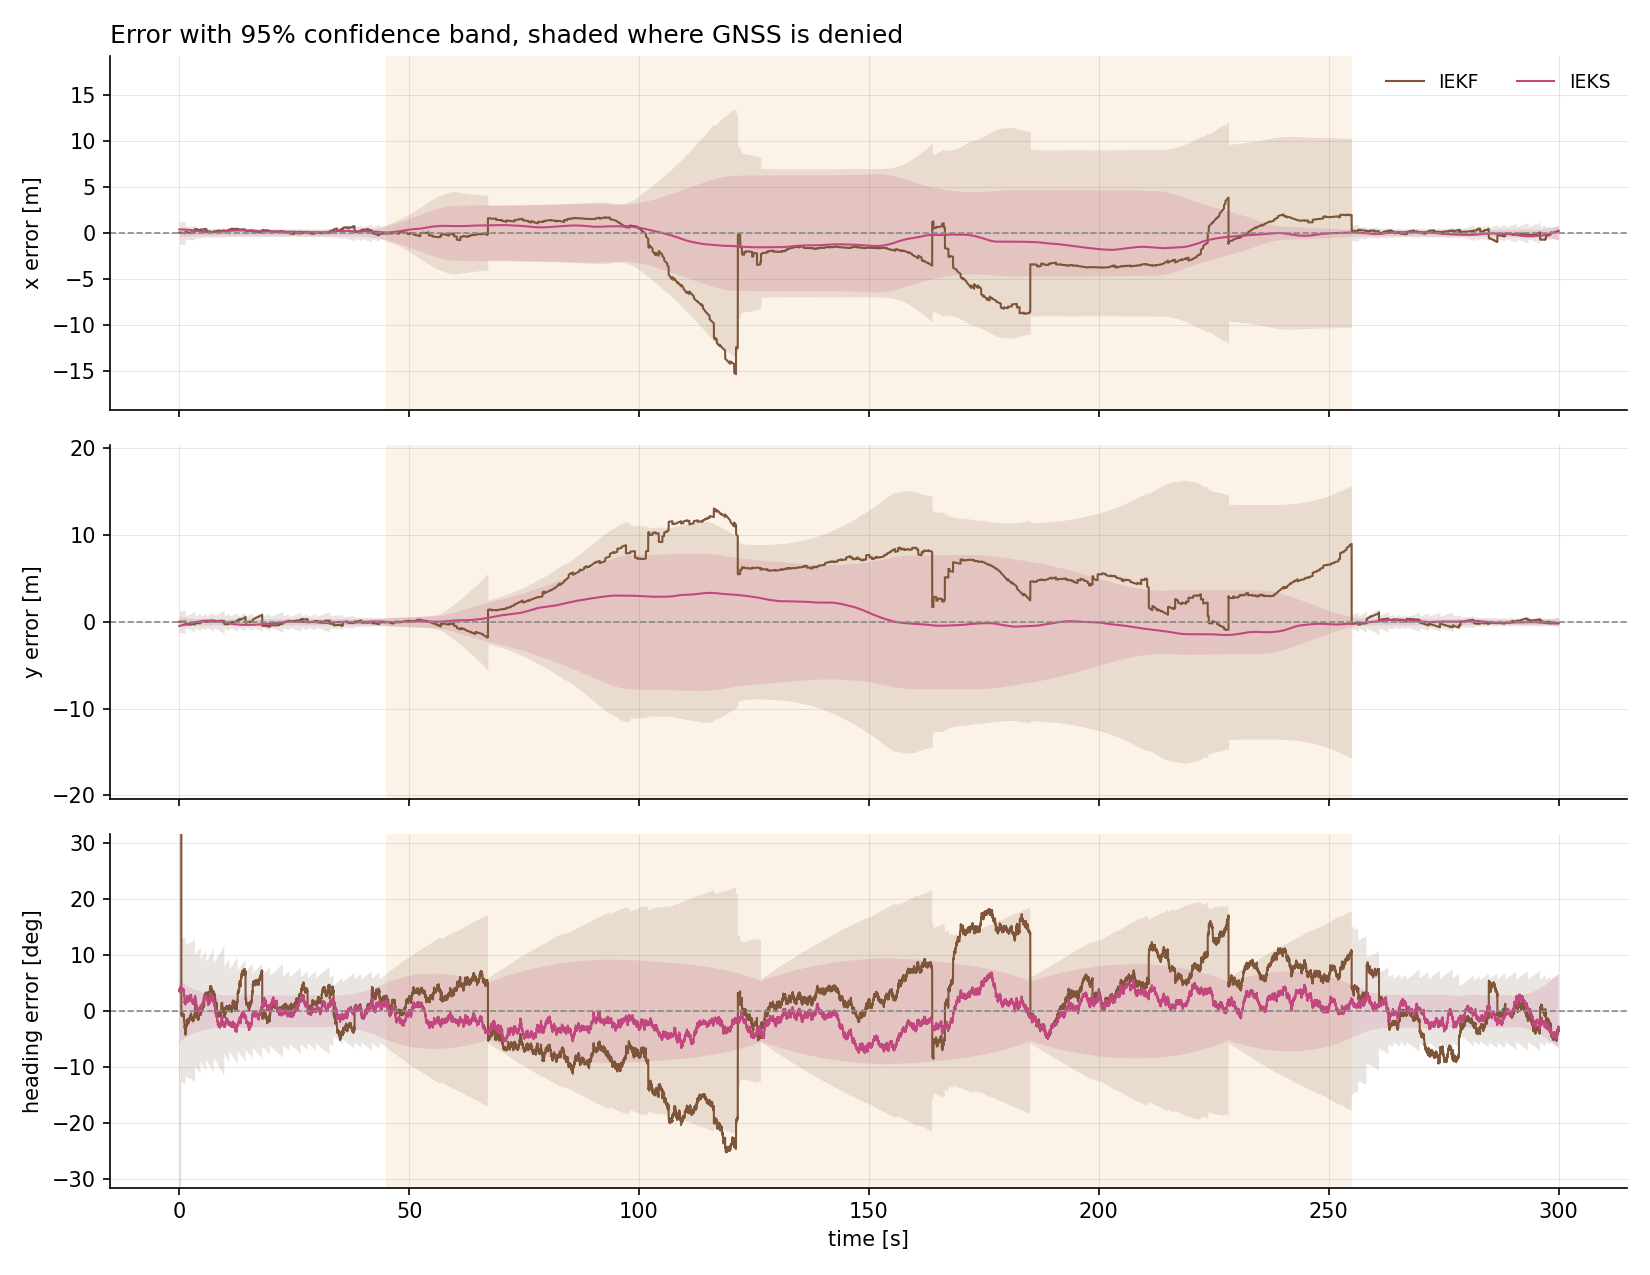 Error with 95% confidence band, shaded where GNSS is denied
IEKF IEKS
15
10
5
0
−5
−10
−15
x error [m]
20
10
0
−10
−20
y error [m]
30
20
10
0
−10
−20
−30
heading error [deg]
0 50 100 150 200 250 300
time [s]